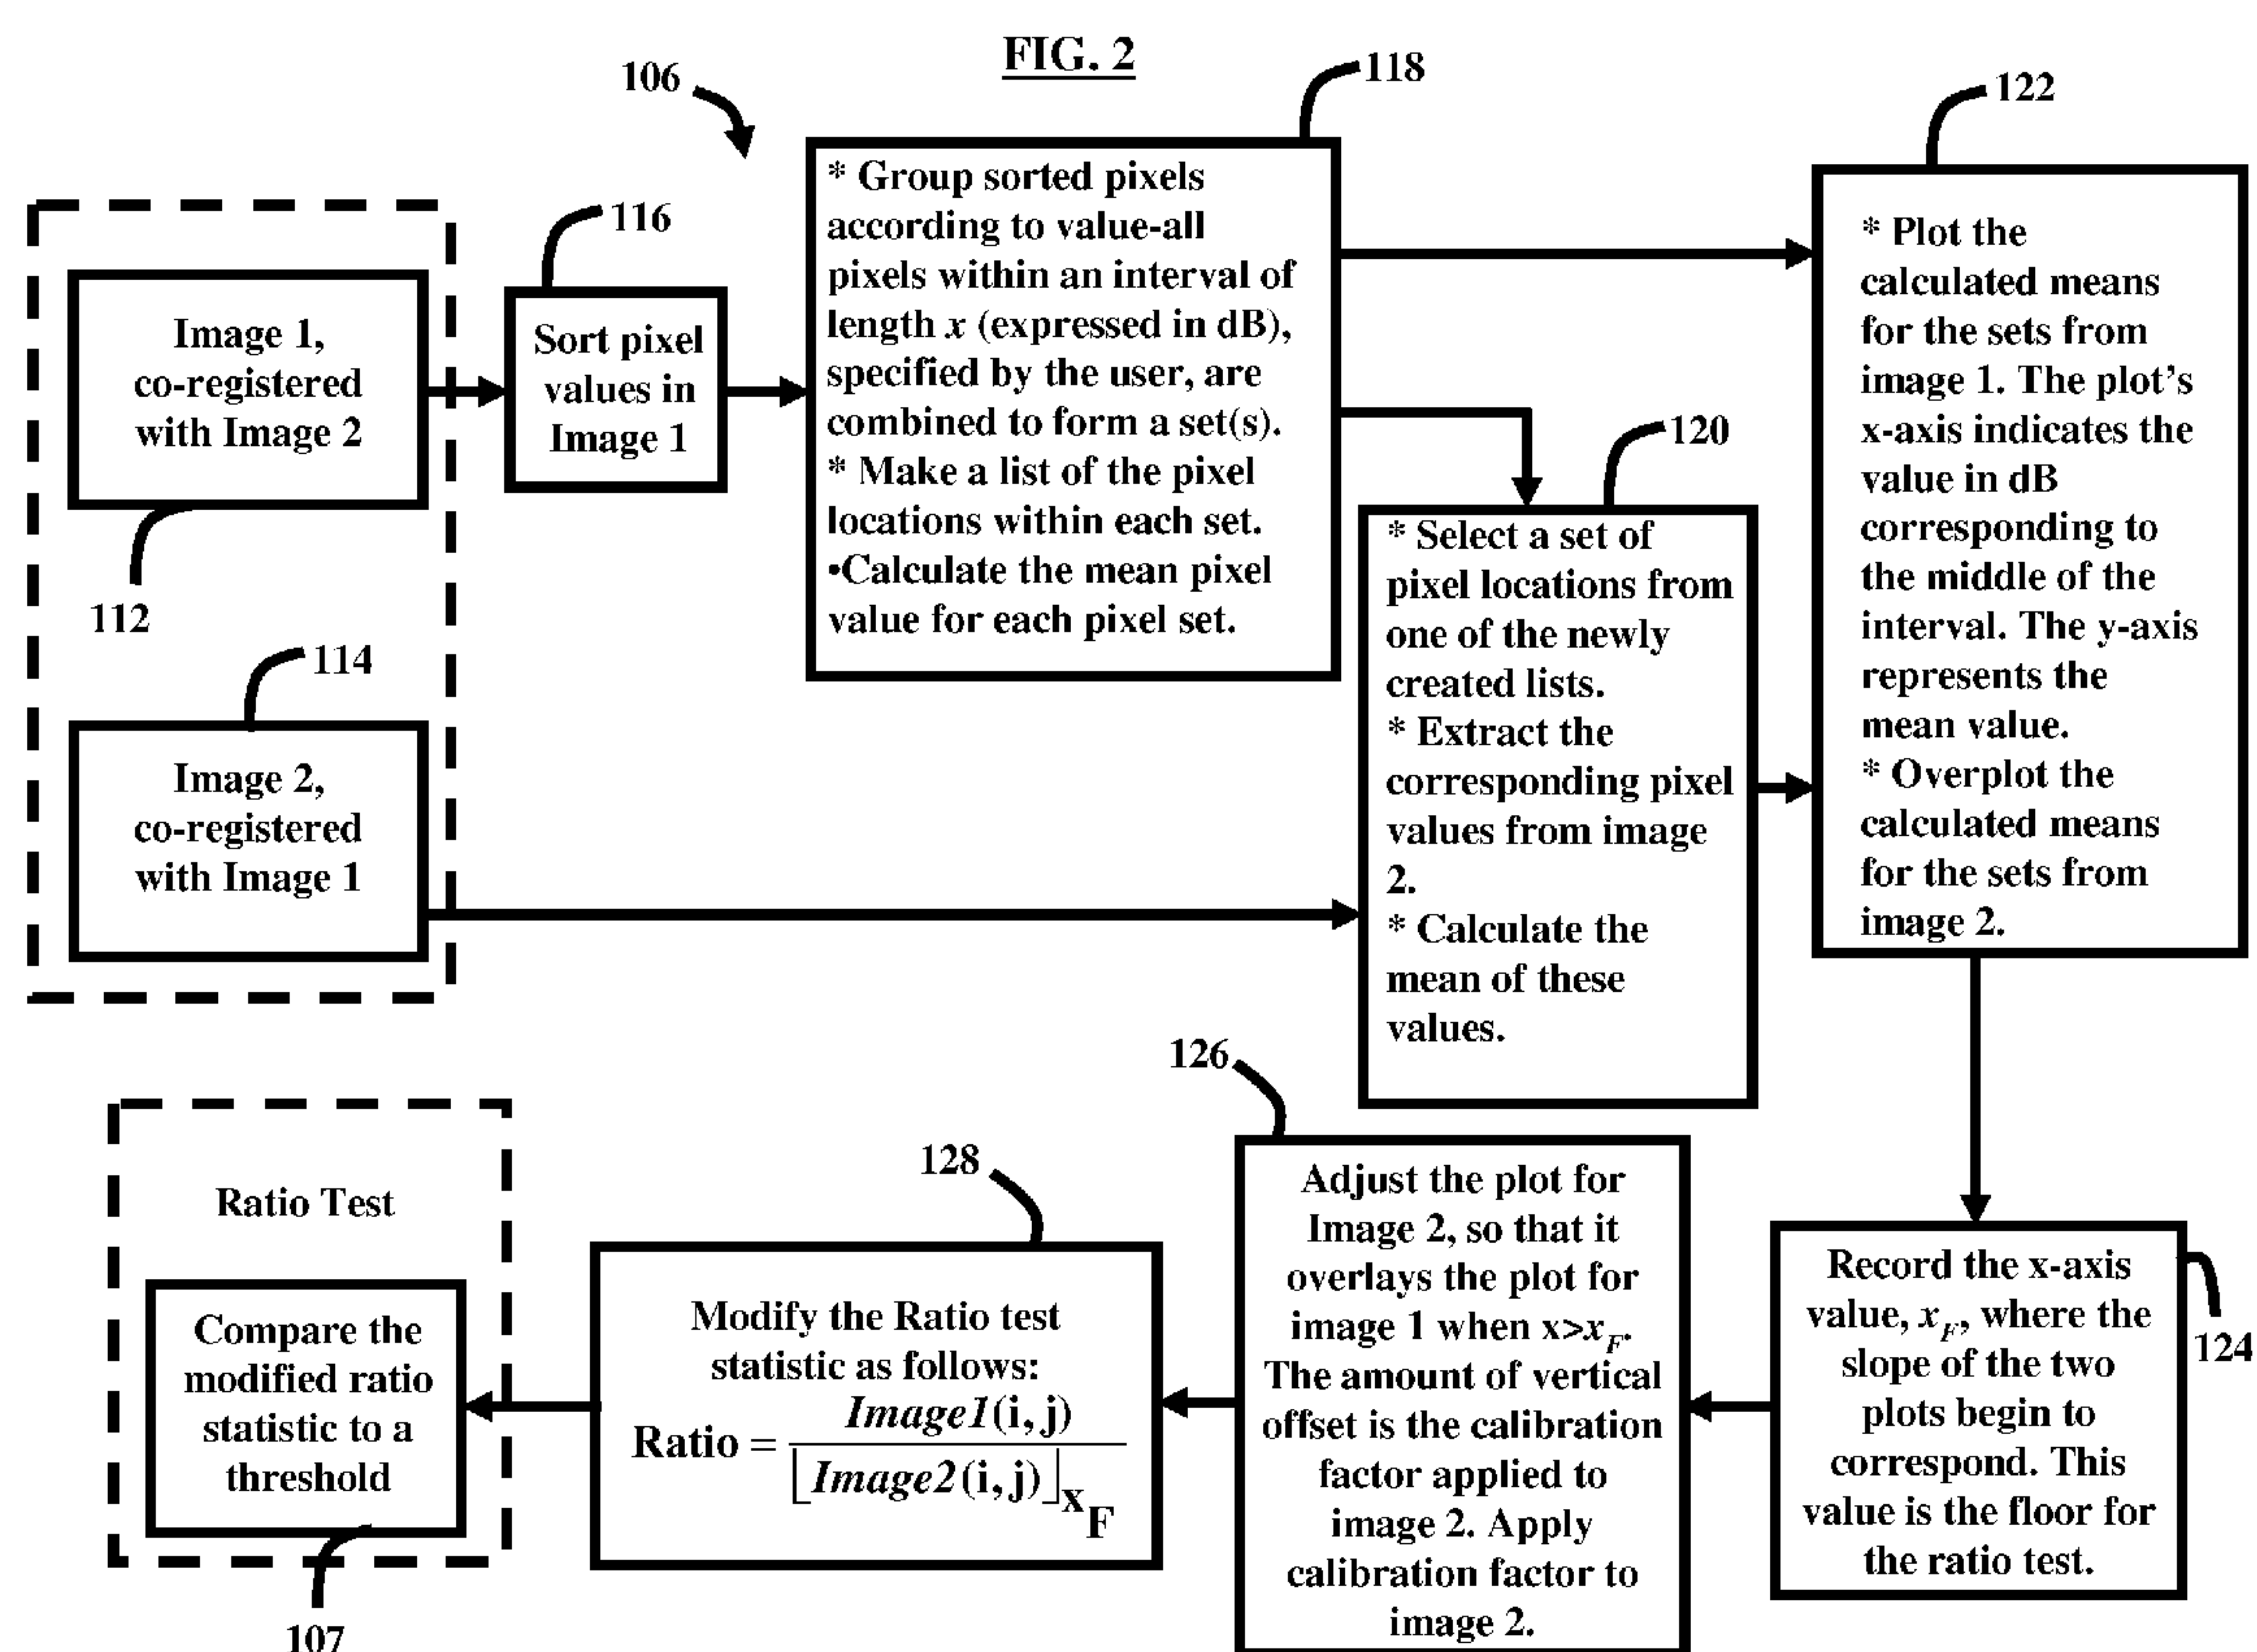 FIG. 2
106
118
122
116
* Group sorted pixels
according to value-all
pixels within an interval of
length x (expressed in dB),
specified by the user, are
combined to form a set(s).
* Make a list of the pixel
locations within each set.
•Calculate the mean pixel
value for each pixel set.
* Plot the
calculated means
for the sets from
image 1. The plot's
x-axis indicates the
value in dB
corresponding to
the middle of the
interval. The y-axis
represents the
mean value.
* Overplot the
calculated means
for the sets from
image 2.
Image 1,
co-registered
with Image 2
Sort pixel
values in
Image 1
120
112
* Select a set of
pixel locations from
one of the newly
created lists.
* Extract the
corresponding pixel
values from image
2.
* Calculate the
mean of these
values.
114
Image 2,
co-registered
with Image 1
126
128
124
Record the x-axis
value, x_F, where the
slope of the two
plots begin to
correspond. This
value is the floor for
the ratio test.
Adjust the plot for
Image 2, so that it
overlays the plot for
image 1 when x>x_F.
The amount of vertical
offset is the calibration
factor applied to
image 2. Apply
calibration factor to
image 2.
Modify the Ratio test
statistic as follows:
Ratio = Image1(i,j) / ⌊Image2(i,j)⌋_x_F
Ratio Test
Compare the
modified ratio
statistic to a
threshold
107